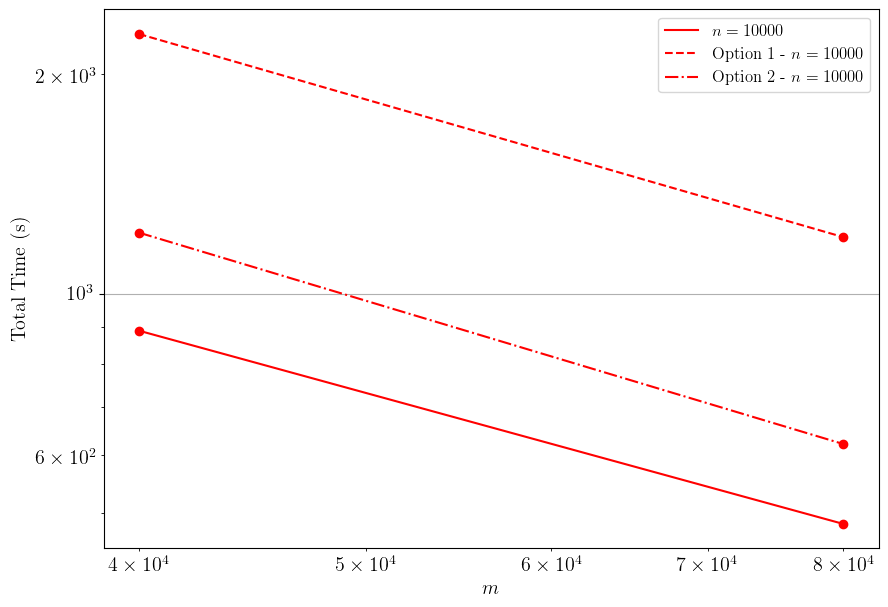 n = 10000
Option 1 - n = 10000
Option 2 - n = 10000
Total Time (s)
2 × 10³
10³
6 × 10²
4 × 10⁴ 5 × 10⁴ 6 × 10⁴ 7 × 10⁴ 8 × 10⁴
m